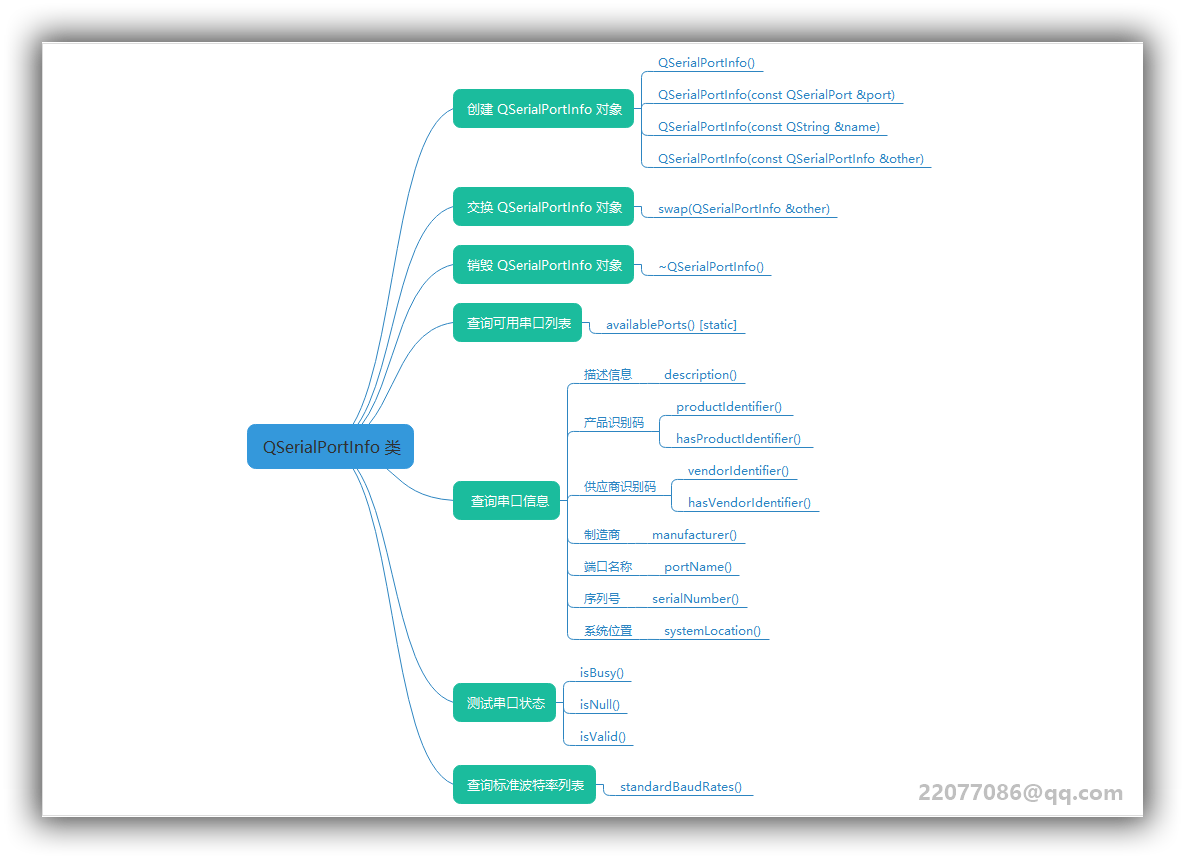 QSerialPortInfo 类
创建 QSerialPortInfo 对象
QSerialPortInfo()
QSerialPortInfo(const QSerialPort &port)
QSerialPortInfo(const QString &name)
QSerialPortInfo(const QSerialPortInfo &other)
交换 QSerialPortInfo 对象
swap(QSerialPortInfo &other)
销毁 QSerialPortInfo 对象
~QSerialPortInfo()
查询可用串口列表
availablePorts() [static]
查询串口信息
描述信息
description()
产品识别码
productIdentifier()
hasProductIdentifier()
供应商识别码
vendorIdentifier()
hasVendorIdentifier()
制造商
manufacturer()
端口名称
portName()
序列号
serialNumber()
系统位置
systemLocation()
测试串口状态
isBusy()
isNull()
isValid()
查询标准波特率列表
standardBaudRates()
22077086@qq.com